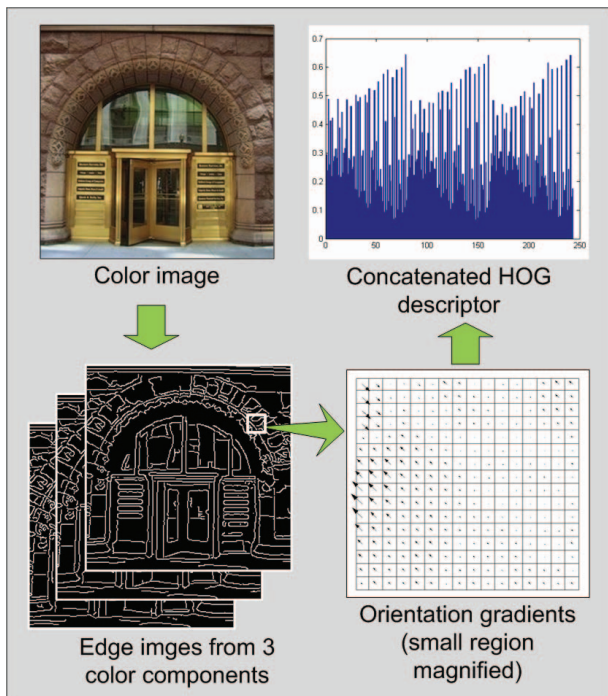 0.7
0.6
0.5
0.4
0.3
0.2
0.1
0
0 50 100 150 200 250
Color image
Concatenated HOG
descriptor
Edge imges from 3
color components
Orientation gradients
(small region
magnified)